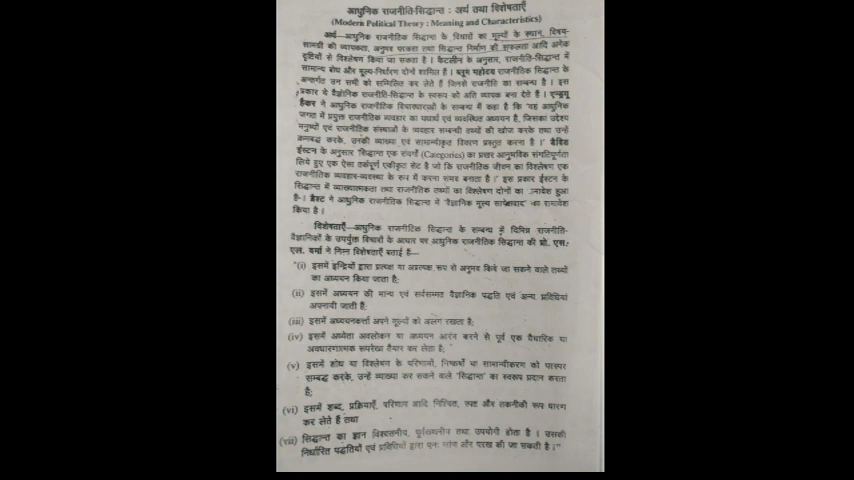 आधुनिक राजनीति-सिद्धान्त : अर्थ तथा विशेषताएँ
(Modern Political Theory : Meaning and Characteristics)
अर्थ—आधुनिक राजनीतिक सिद्धान्त के विचारों का मूल्यों के स्थान, विषय-
सामग्री की व्यापकता, अनुभव परकता तथा सिद्धान्त निर्माण की सफलता आदि अनेक
दृष्टियों से विश्लेषण किया जा सकता है । कैटलीन के अनुसार, राजनीति-सिद्धान्त में
सामान्य बोध और मूल्य-निर्धारण दोनों शामिल हैं । ब्लूम महोदय राजनीतिक सिद्धान्त के
अन्तर्गत उन सभी को सम्मिलित कर लेते हैं जिनसे राजनीति का सम्बन्ध है । इस
प्रकार वे वैज्ञानिक राजनीति-सिद्धान्त के स्वरूप को अति व्यापक बना देते हैं । एन्ड्रयू
हैकर ने आधुनिक राजनीतिक विचारधाराओं के सम्बन्ध में कहा है कि 'वह आधुनिक
जगत में प्रयुक्त राजनीतिक व्यवहार का यथार्थ एवं व्यवस्थित अध्ययन है, जिसका उद्देश्य
मनुष्यों एवं राजनीतिक संस्थाओं के व्यवहार सम्बन्धी तथ्यों की खोज करके तथा उन्हें
क्रमबद्ध करके, उनकी व्याख्या एवं सामान्यीकृत विवरण प्रस्तुत करना है ।' डैविड
ईस्टन के अनुसार 'सिद्धान्त एक संवर्गों (Categories) का प्रखर आनुभविक संगतिपूर्णता
लिये हुए एक ऐसा तर्कपूर्ण एकीकृत सेट है जो कि राजनीतिक जीवन का विश्लेषण एक
राजनीतिक व्यवहार-व्यवस्था के रूप में करना संभव बनाता है ।' इस प्रकार ईस्टन के
सिद्धान्त में व्याख्यात्मकता तथा राजनीतिक तथ्यों का विश्लेषण दोनों का समावेश हुआ
है । ब्रैस्ट ने आधुनिक राजनीतिक सिद्धान्त में 'वैज्ञानिक मूल्य सापेक्षवाद' का समावेश
किया है ।
विशेषताएँ—आधुनिक राजनीतिक सिद्धान्त के सम्बन्ध में विभिन्न राजनीति-
वैज्ञानिकों के उपर्युक्त विचारों के आधार पर आधुनिक राजनीतिक सिद्धान्त की प्रो. एस.
एल. वर्मा ने निम्न विशेषताएँ बताई हैं—
"(i) इसमें इन्द्रियों द्वारा प्रत्यक्ष या अप्रत्यक्ष रूप से अनुभव किये जा सकने वाले तथ्यों
का अध्ययन किया जाता है;
(ii) इसमें अध्ययन की मान्य एवं सर्वसम्मत वैज्ञानिक पद्धति एवं अन्य प्रविधियां
अपनायी जाती हैं;
(iii) इसमें अध्ययनकर्ता अपने मूल्यों को अलग रखता है;
(iv) इसमें अध्येता अवलोकन या अध्ययन आरंभ करने से पूर्व एक वैचारिक या
अवधारणात्मक रूपरेखा तैयार कर लेता है;
(v) इसमें शोध या विश्लेषण के परिणामों, निष्कर्षों या सामान्यीकरण को परस्पर
सम्बद्ध करके, उन्हें व्याख्या कर सकने वाले 'सिद्धान्त' का स्वरूप प्रदान करता
है;
(vi) इसमें शब्द, प्रक्रियाएँ, परिणाम आदि निश्चित, स्पष्ट और तकनीकी रूप धारण
कर लेते हैं तथा
(vii) सिद्धान्त का ज्ञान विश्वसनीय, पूर्वकथनीय तथा उपयोगी होता है । उसकी
निर्धारित पद्धतियों एवं प्रविधियों द्वारा पुनः जांच और परख की जा सकती है ।"